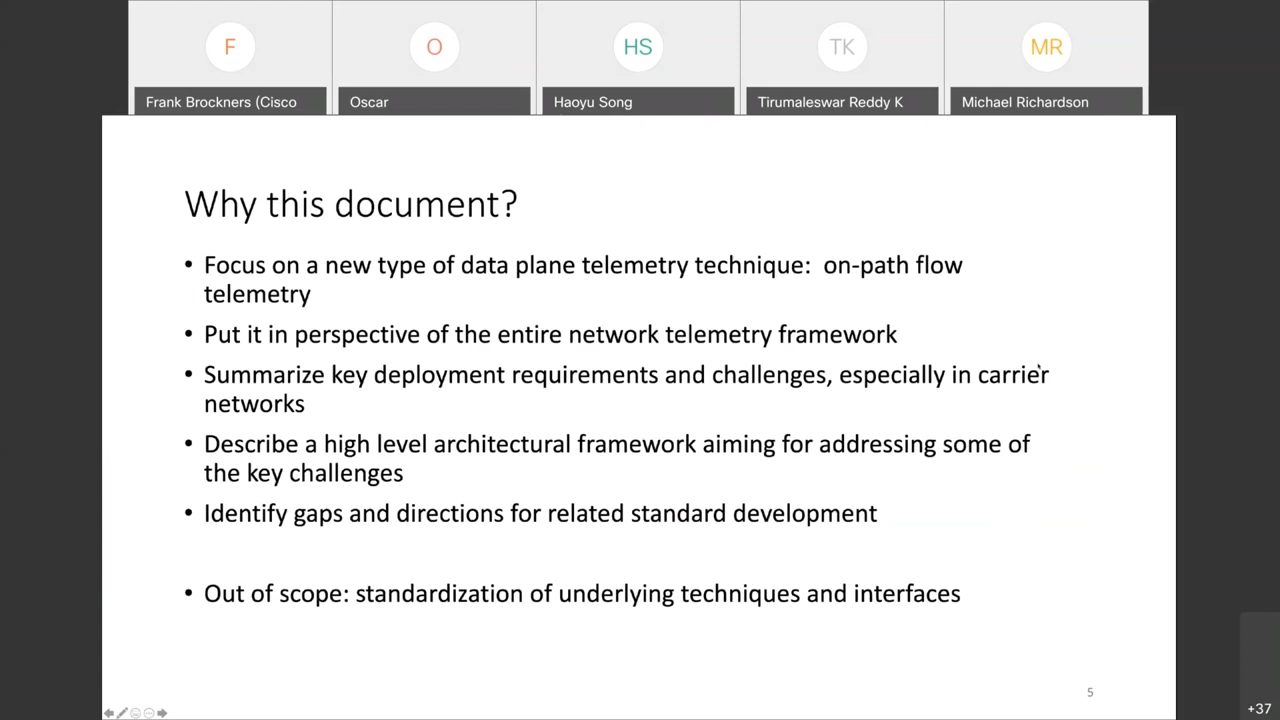 F
O
HS
TK
MR
Frank Brockners (Cisco
Oscar
Haoyu Song
Tirumaleswar Reddy K
Michael Richardson
Why this document?
• Focus on a new type of data plane telemetry technique: on-path flow
telemetry
• Put it in perspective of the entire network telemetry framework
• Summarize key deployment requirements and challenges, especially in carrier
networks
• Describe a high level architectural framework aiming for addressing some of
the key challenges
• Identify gaps and directions for related standard development
• Out of scope: standardization of underlying techniques and interfaces
5
+37